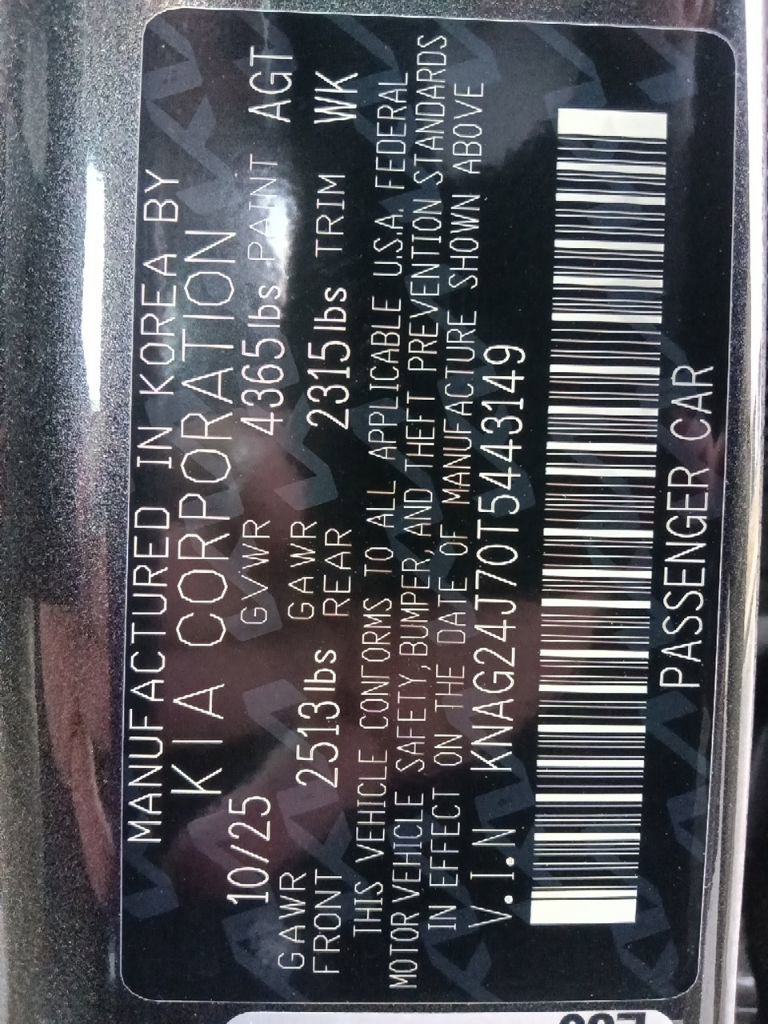 MANUFACTURED IN KOREA BY
KIA CORPORATION
10/25 GVWR 4365lbs PAINT AGT
GAWR FRONT 2513lbs GAWR REAR 2315lbs TRIM WK
THIS VEHICLE CONFORMS TO ALL APPLICABLE U.S.A. FEDERAL
MOTOR VEHICLE SAFETY, BUMPER, AND THEFT PREVENTION STANDARDS
IN EFFECT ON THE DATE OF MANUFACTURE SHOWN ABOVE
V.I.N KNAG24J70T5443149
PASSENGER CAR